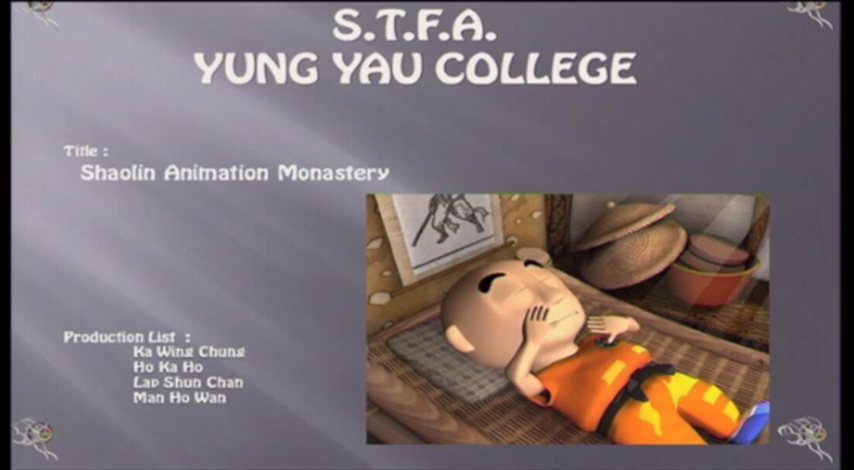 S.T.F.A.
YUNG YAU COLLEGE
Title :
Shaolin Animation Monastery
Production List :
Ka Wing Chung
Ho Ka Ho
Lap Shun Chan
Man Ho Wan